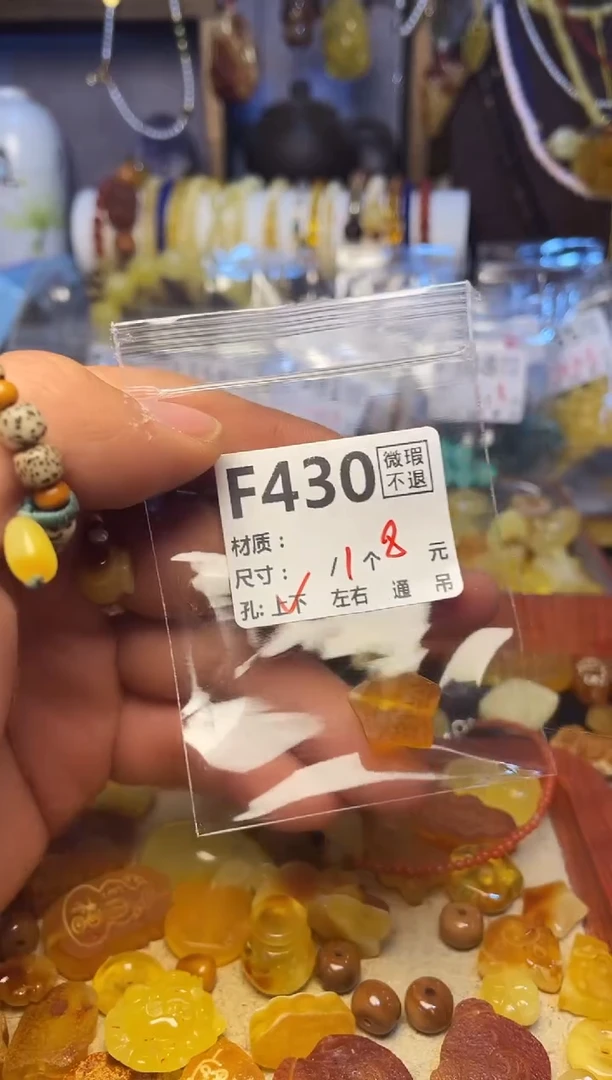 F430 微瑕
不退
材质：
尺寸： /1个8 元
孔: 上下 左右 通 吊